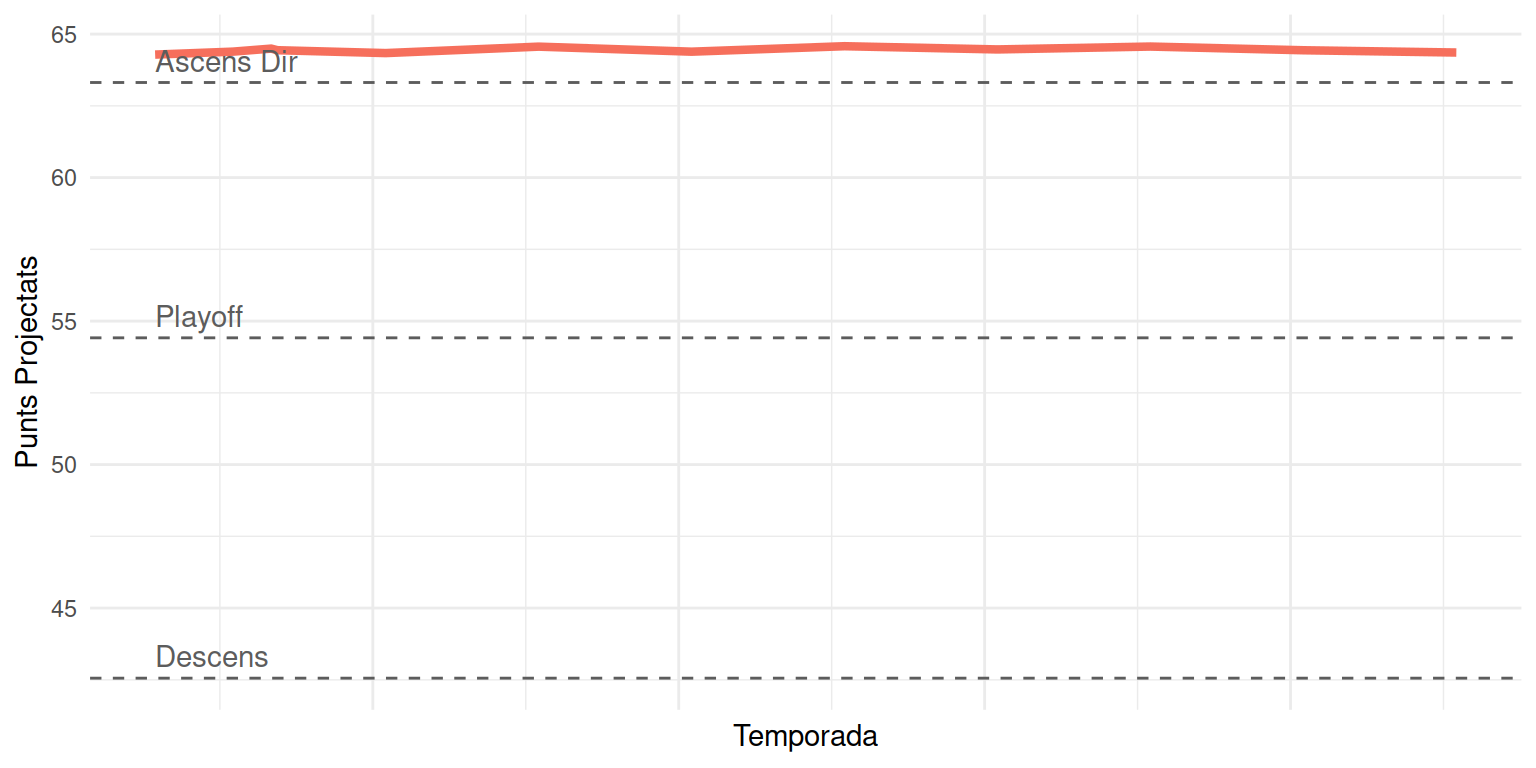 65
Ascens Dir
60
Playoff
55
Punts Projectats
50
45
Descens
Temporada